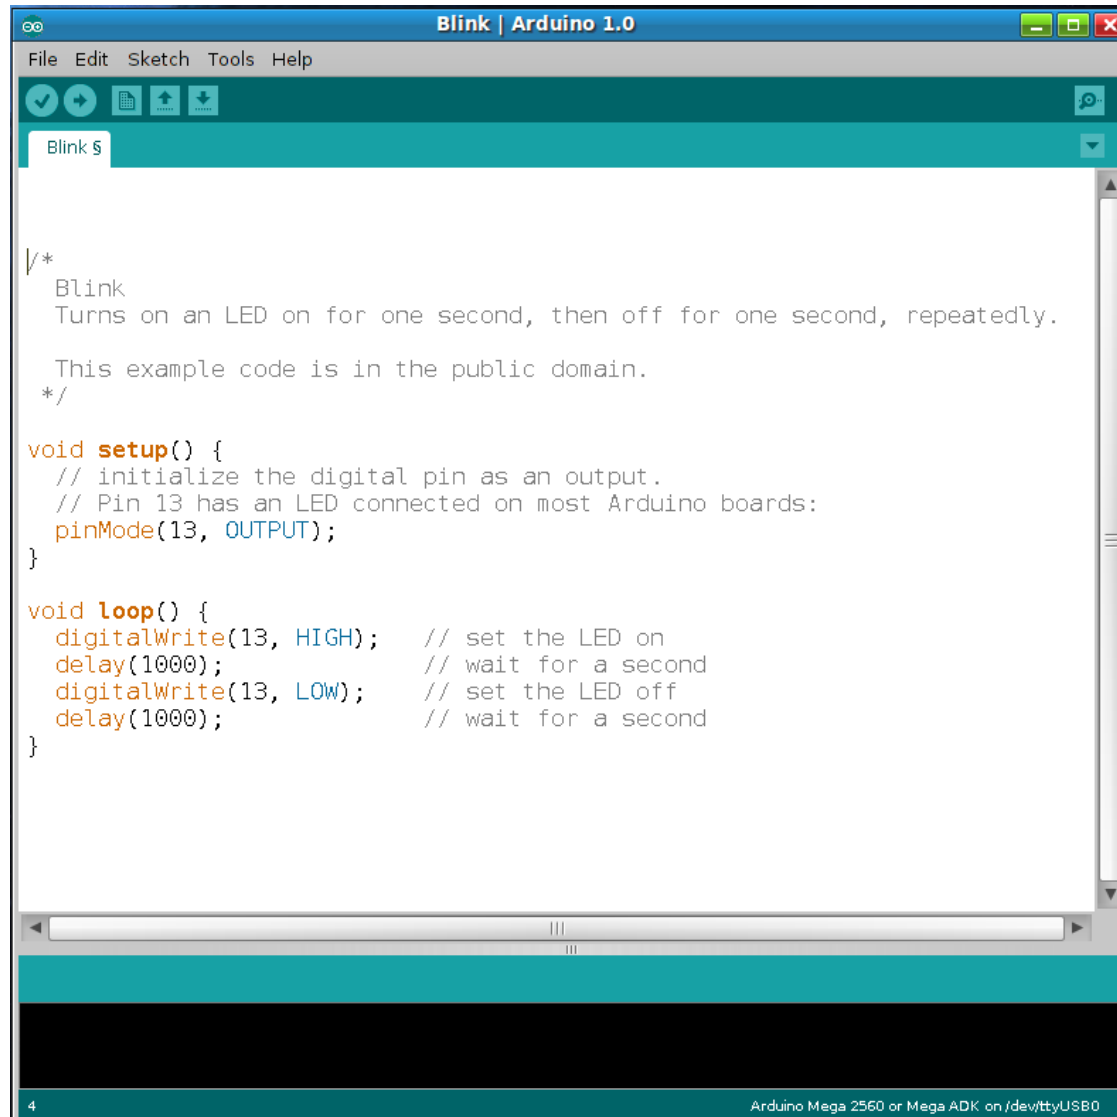 Blink | Arduino 1.0
File Edit Sketch Tools Help
Blink §
/*
  Blink
  Turns on an LED on for one second, then off for one second, repeatedly.

  This example code is in the public domain.
 */

void setup() {
  // initialize the digital pin as an output.
  // Pin 13 has an LED connected on most Arduino boards:
  pinMode(13, OUTPUT);
}

void loop() {
  digitalWrite(13, HIGH);   // set the LED on
  delay(1000);              // wait for a second
  digitalWrite(13, LOW);    // set the LED off
  delay(1000);              // wait for a second
}
4
Arduino Mega 2560 or Mega ADK on /dev/ttyUSB0